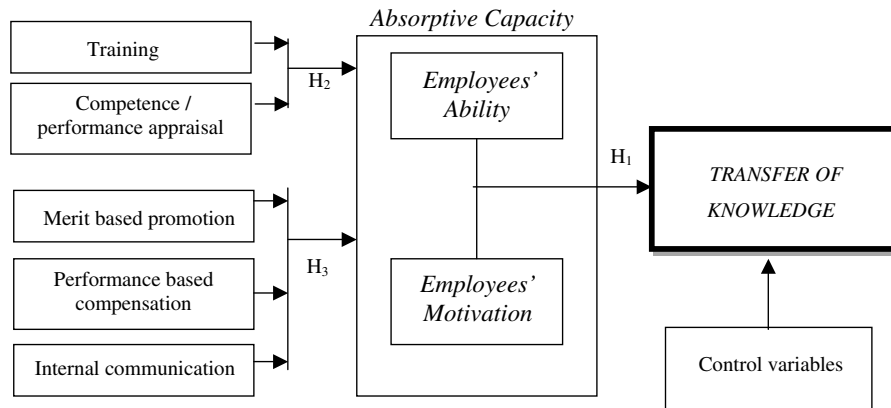 Absorptive Capacity
Training
Competence /
performance appraisal
H2
Employees’
Ability
H1
TRANSFER OF
KNOWLEDGE
Merit based promotion
Performance based
compensation
Internal communication
H3
Employees’
Motivation
Control variables